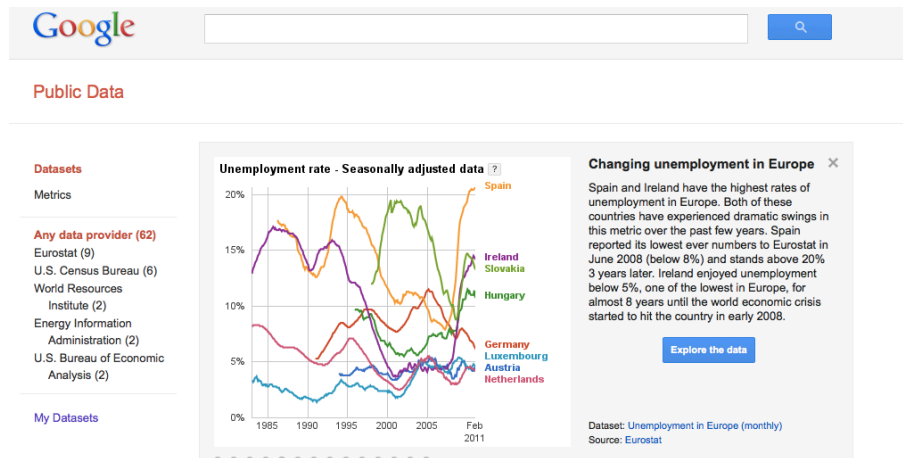 Google
Public Data
Datasets
Metrics
Any data provider (62)
Eurostat (9)
U.S. Census Bureau (6)
World Resources
Institute (2)
Energy Information
Administration (2)
U.S. Bureau of Economic
Analysis (2)
My Datasets
Unemployment rate - Seasonally adjusted data ?
20%
15%
10%
5%
0%
1985 1990 1995 2000 2005 Feb
2011
Spain
Ireland
Slovakia
Hungary
Germany
Luxembourg
Austria
Netherlands
Changing unemployment in Europe
Spain and Ireland have the highest rates of
unemployment in Europe. Both of these
countries have experienced dramatic swings in
this metric over the past few years. Spain
reported its lowest ever numbers to Eurostat in
June 2008 (below 8%) and stands above 20%
3 years later. Ireland enjoyed unemployment
below 5%, one of the lowest in Europe, for
almost 8 years until the world economic crisis
started to hit the country in early 2008.
Explore the data
Dataset: Unemployment in Europe (monthly)
Source: Eurostat